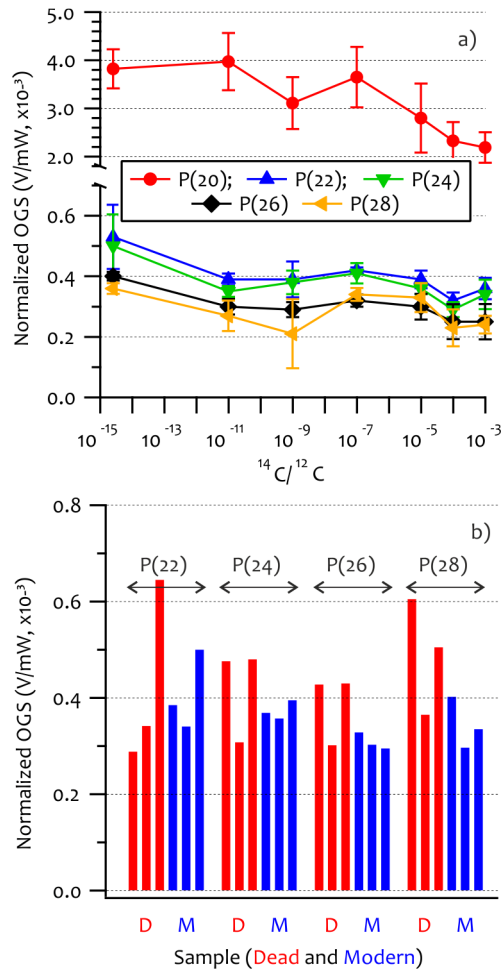 a)
Normalized OGS (V/mW, x10⁻³)
5.0
4.0
3.0
2.0
P(20); P(22); P(24)
P(26) P(28)
0.6
0.4
0.2
0.0
10⁻¹⁵ 10⁻¹³ 10⁻¹¹ 10⁻⁹ 10⁻⁷ 10⁻⁵ 10⁻³
¹⁴C/¹²C
b)
Normalized OGS (V/mW, x10⁻³)
0.8
P(22) P(24) P(26) P(28)
0.6
0.4
0.2
0.0
D M D M D M D M
Sample (Dead and Modern)